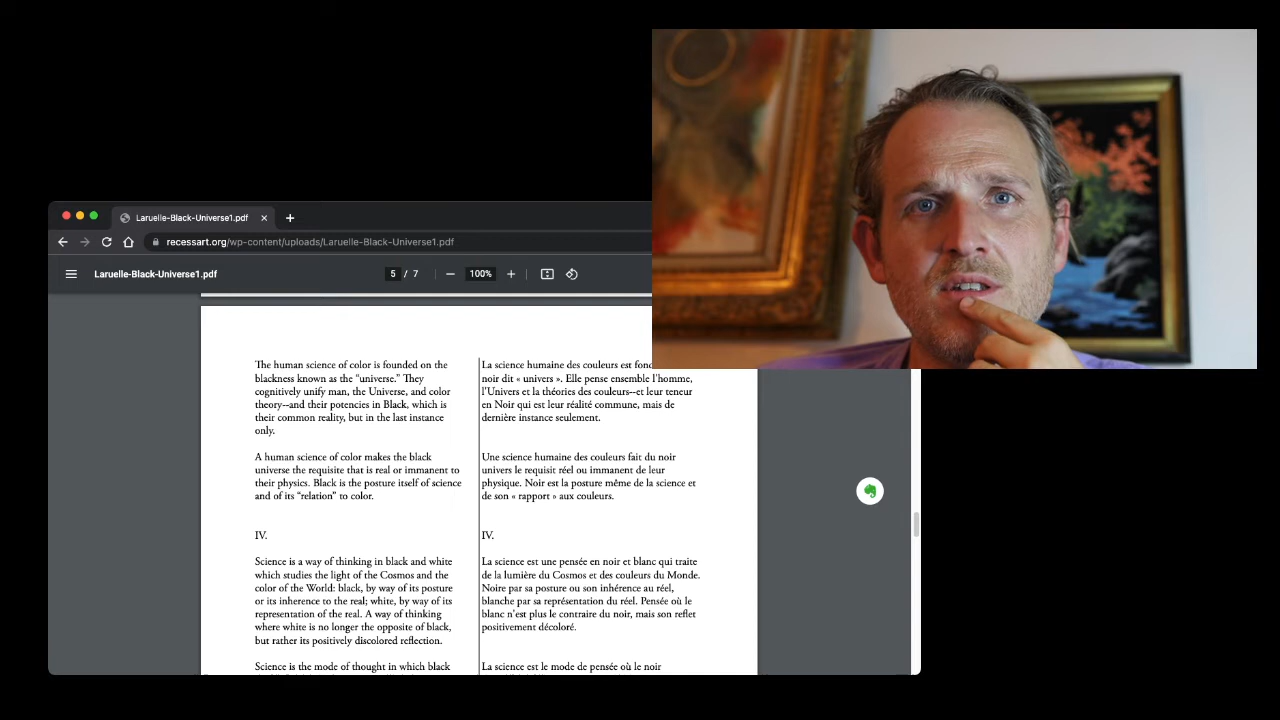 Laruelle-Black-Universe1.pdf
recessart.org/wp-content/uploads/Laruelle-Black-Universe1.pdf
Laruelle-Black-Universe1.pdf
5 / 7
100%
The human science of color is founded on the
blackness known as the “universe.” They
cognitively unify man, the Universe, and color
theory--and their potencies in Black, which is
their common reality, but in the last instance
only.
A human science of color makes the black
universe the requisite that is real or immanent to
their physics. Black is the posture itself of science
and of its “relation” to color.
IV.
Science is a way of thinking in black and white
which studies the light of the Cosmos and the
color of the World: black, by way of its posture
or its inherence to the real; white, by way of its
representation of the real. A way of thinking
where white is no longer the opposite of black,
but rather its positively discolored reflection.
Science is the mode of thought in which black
La science humaine des couleurs est
noir dit « univers ». Elle pense ensemble l’homme,
l’Univers et la théories des couleurs--et leur teneur
en Noir qui est leur réalité commune, mais de
dernière instance seulement.
Une science humaine des couleurs fait du noir
univers le requisit réel ou immanent de leur
physique. Noir est la posture même de la science et
de son « rapport » aux couleurs.
IV.
La science est une pensée en noir et blanc qui traite
de la lumière du Cosmos et des couleurs du Monde.
Noire par sa posture ou son inhérence au réel,
blanche par sa représentation du réel. Pensée où le
blanc n’est plus le contraire du noir, mais son reflet
positivement décoloré.
La science est le mode de pensée où le noir